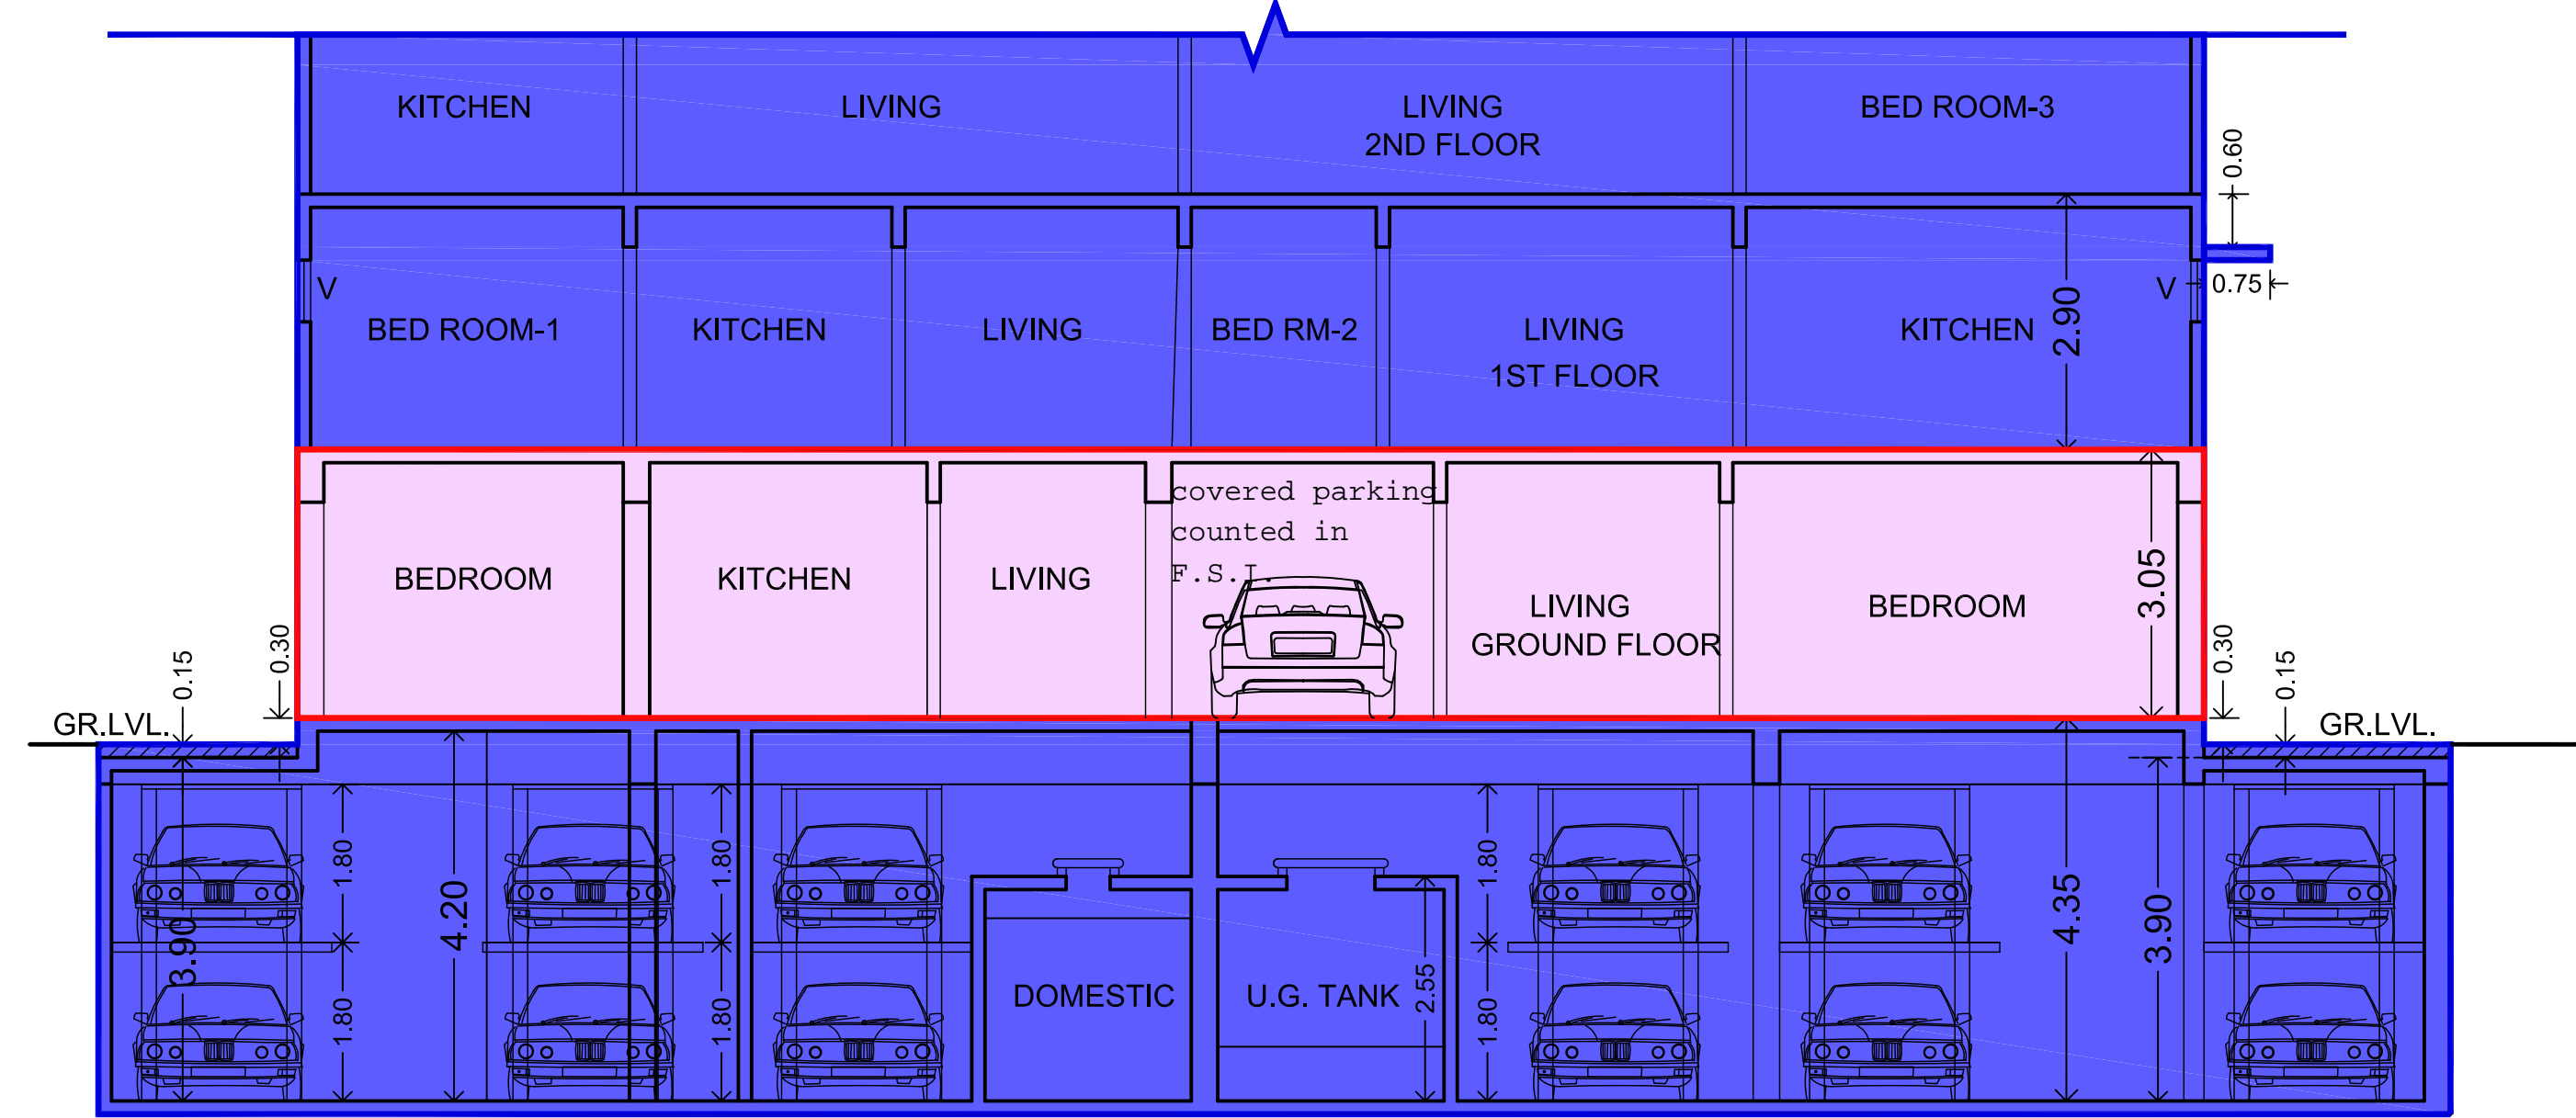 KITCHEN
LIVING
LIVING
2ND FLOOR
BED ROOM-3
0.60
V
BED ROOM-1
KITCHEN
LIVING
BED RM-2
LIVING
1ST FLOOR
KITCHEN
2.90
V
0.75
covered parking
counted in
F.S.I.
BEDROOM
KITCHEN
LIVING
LIVING
GROUND FLOOR
BEDROOM
3.05
0.30
0.15
GR.LVL.
0.30
0.15
GR.LVL.
1.80
1.80
3.90
4.20
1.80
1.80
DOMESTIC
U.G. TANK
2.55
1.80
1.80
4.35
3.90